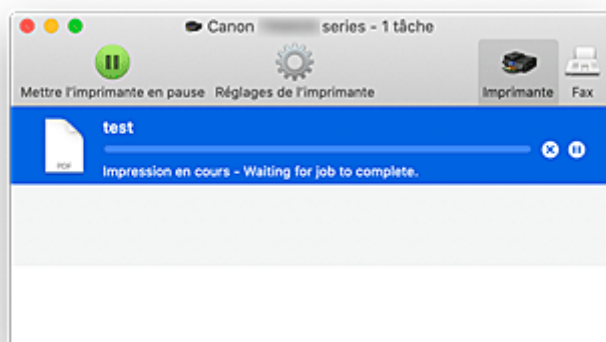 Canon series - 1 tâche
Mettre l'imprimante en pause Réglages de l'imprimante Imprimante Fax
test
PDF
Impression en cours - Waiting for job to complete.